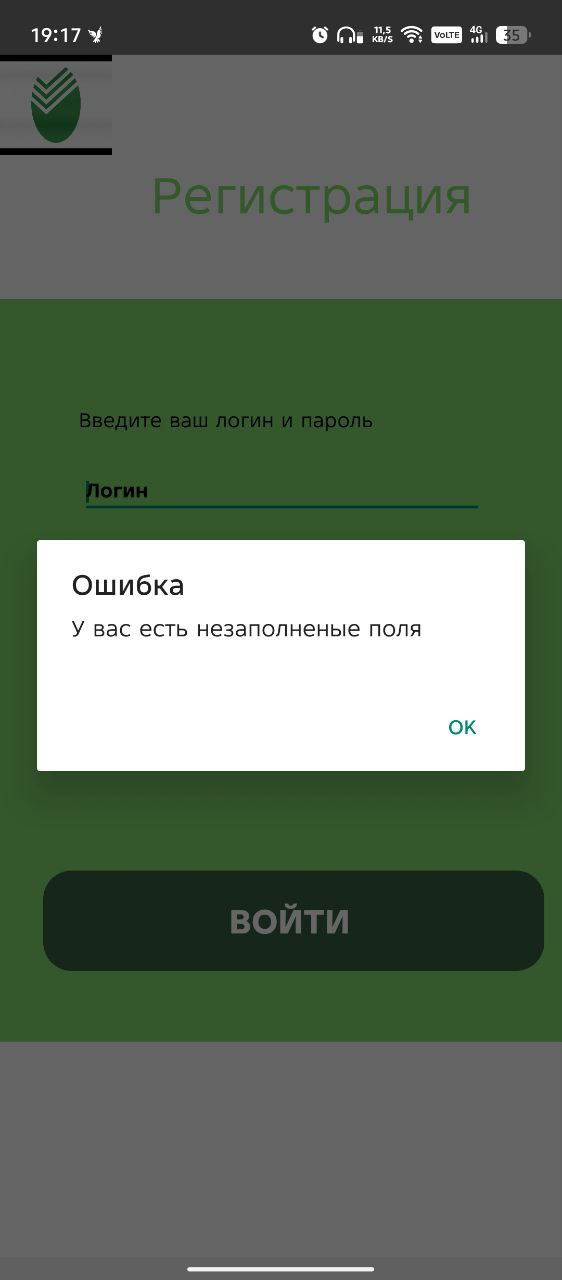 19:17
11,5
KB/S
VoLTE
4G
35
Регистрация
Введите ваш логин и пароль
Логин
Ошибка
У вас есть незаполненые поля
ОК
ВОЙТИ